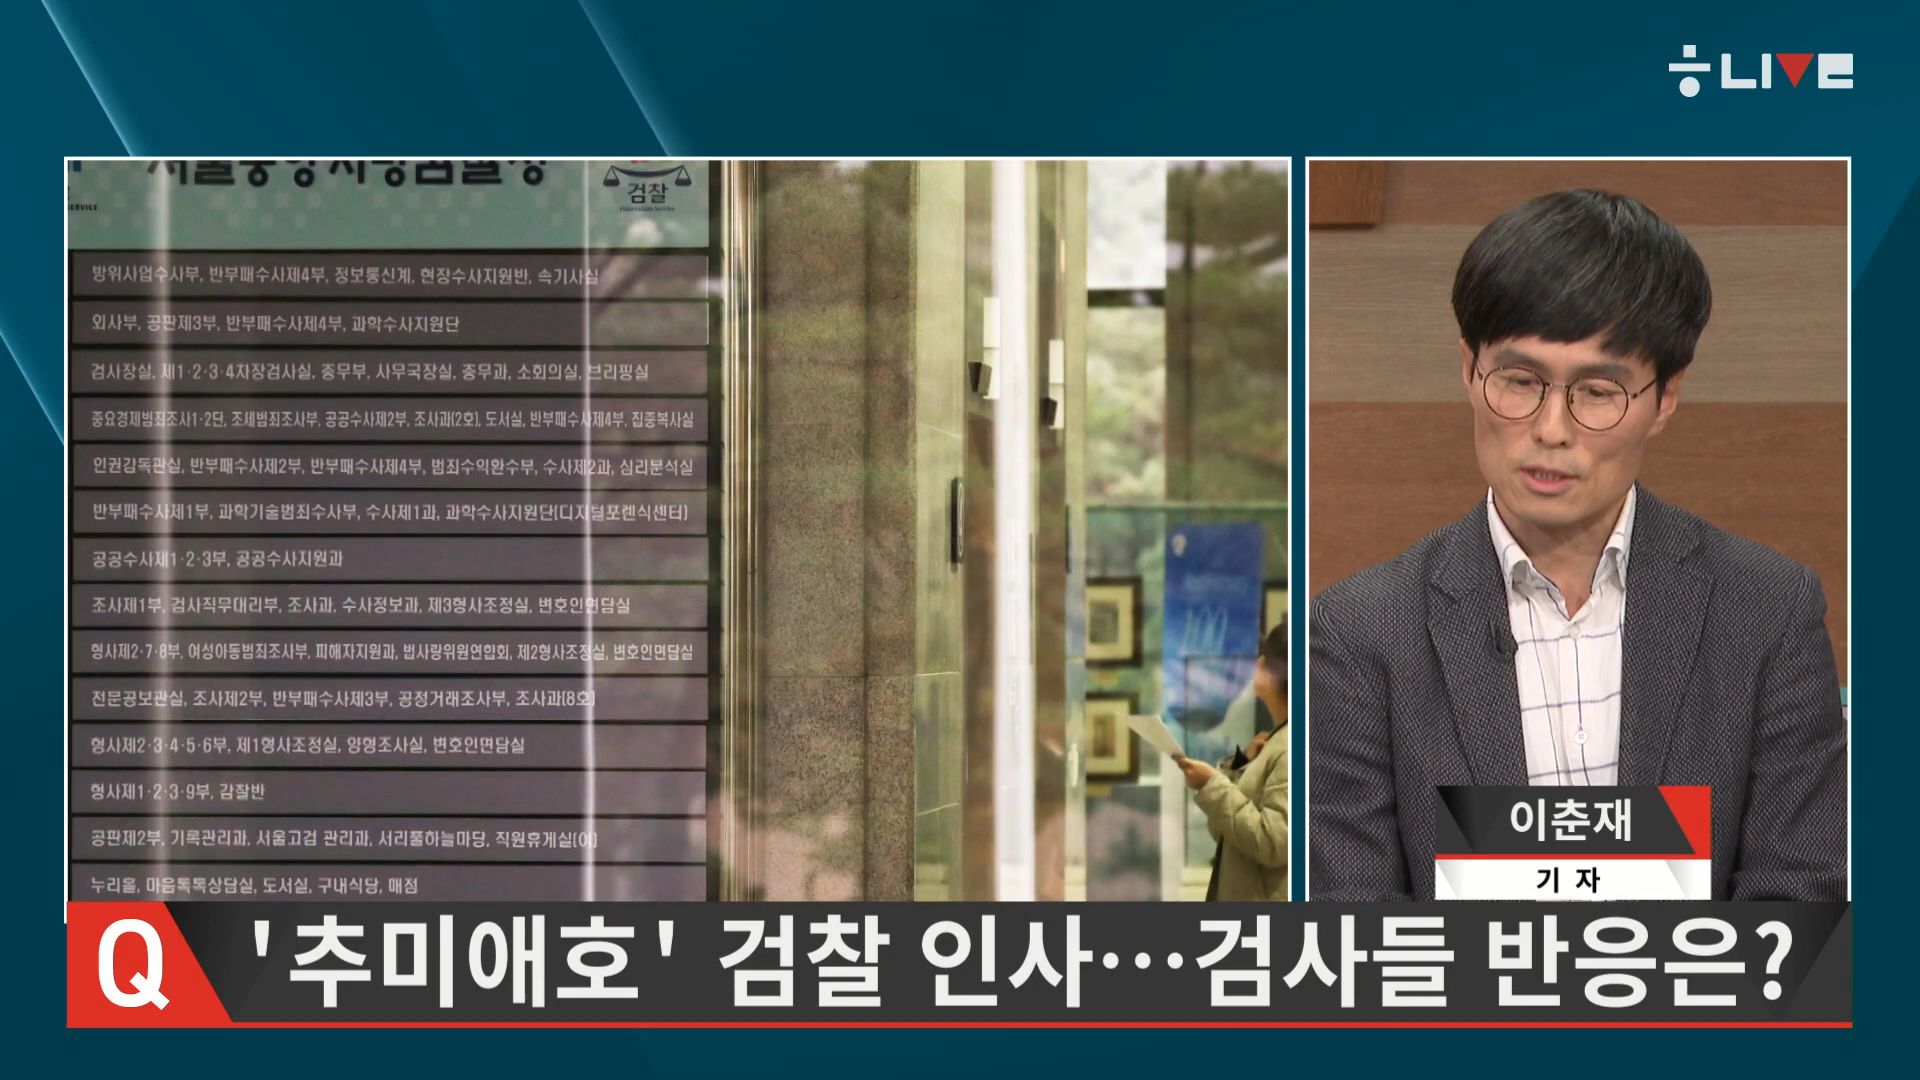 LIVE
서울중앙지방검찰청
검찰
SERVICE
방위사업수사부, 반부패수사제4부, 정보통신계, 현장수사지원반, 속기사실
외사부, 공판제3부, 반부패수사제4부, 과학수사지원단
검사장실, 제1·2·3·4차장검사실, 총무부, 사무국장실, 총무과, 소회의실, 브리핑실
중요경제범죄조사1·2단, 조세범죄조사부, 공공수사제2부, 조사과(2호), 도서실, 반부패수사제4부, 집중복사실
인권감독관실, 반부패수사제2부, 반부패수사제4부, 범죄수익환수부, 수사제2과, 심리분석실
반부패수사제1부, 과학기술범죄수사부, 수사제1과, 과학수사지원단(디지털포렌식센터)
공공수사제1·2·3부, 공공수사지원과
조사제1부, 검사직무대리부, 조사과, 수사정보과, 제3형사조정실, 변호인면담실
형사제2·7·8부, 여성아동범죄조사부, 피해자지원과, 법사랑위원연합회, 제2형사조정실, 변호인면담실
전문공보관실, 조사제2부, 반부패수사제3부, 공정거래조사부, 조사과(8호)
형사제2·3·4·5·6부, 제1형사조정실, 양형조사실, 변호인면담실
형사제1·2·3·9부, 감찰반
공판제2부, 기록관리과, 서울고검 관리과, 서리풀하늘마당, 직원휴게실(여)
누리홀, 마음톡톡상담실, 도서실, 구내식당, 매점
100
이춘재
기 자
Q '추미애호' 검찰 인사···검사들 반응은?